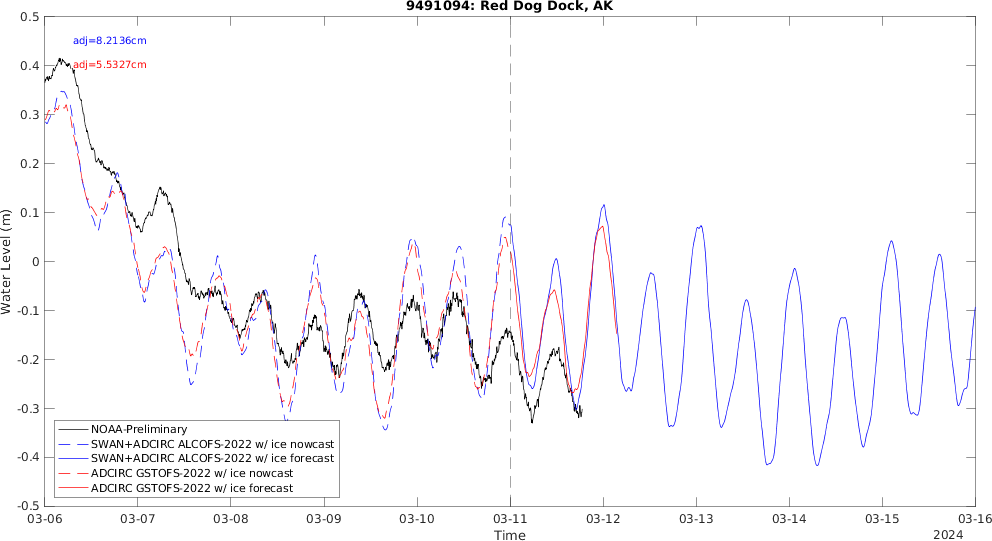 9491094: Red Dog Dock, AK
adj=8.2136cm
adj=5.5327cm
Water Level (m)
0.5
0.4
0.3
0.2
0.1
0
-0.1
-0.2
-0.3
-0.4
-0.5
NOAA-Preliminary
SWAN+ADCIRC ALCOFS-2022 w/ ice nowcast
SWAN+ADCIRC ALCOFS-2022 w/ ice forecast
ADCIRC GSTOFS-2022 w/ ice nowcast
ADCIRC GSTOFS-2022 w/ ice forecast
03-06 03-07 03-08 03-09 03-10 03-11 03-12 03-13 03-14 03-15 03-16
Time
2024